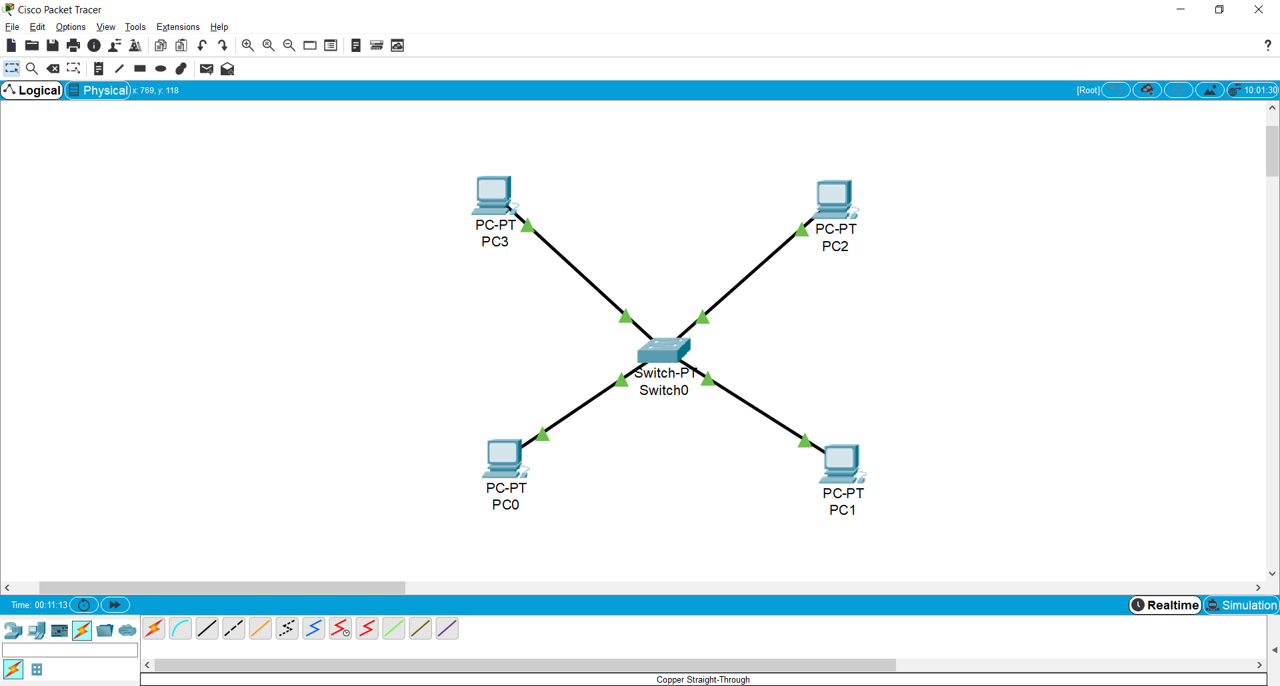 Cisco Packet Tracer
File Edit Options View Tools Extensions Help
?
Logical Physical x: 769, y: 118 [Root] 10:01:30
PC-PT
PC3
PC-PT
PC2
Switch-PT
Switch0
PC-PT
PC0
PC-PT
PC1
Time: 00:11:13 Realtime Simulation
Copper Straight-Through